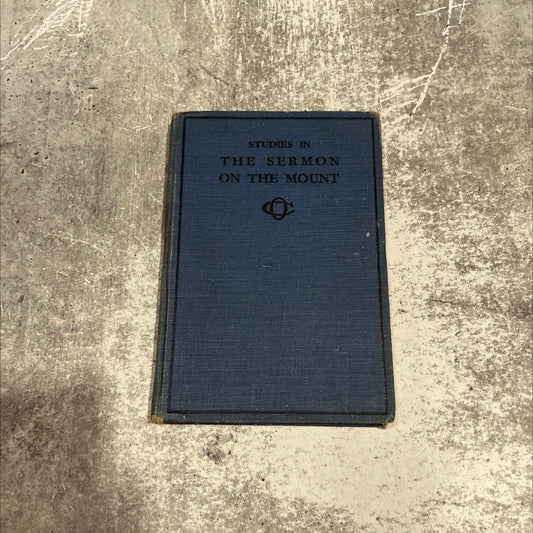 STUDIES IN
THE SERMON
ON THE MOUNT